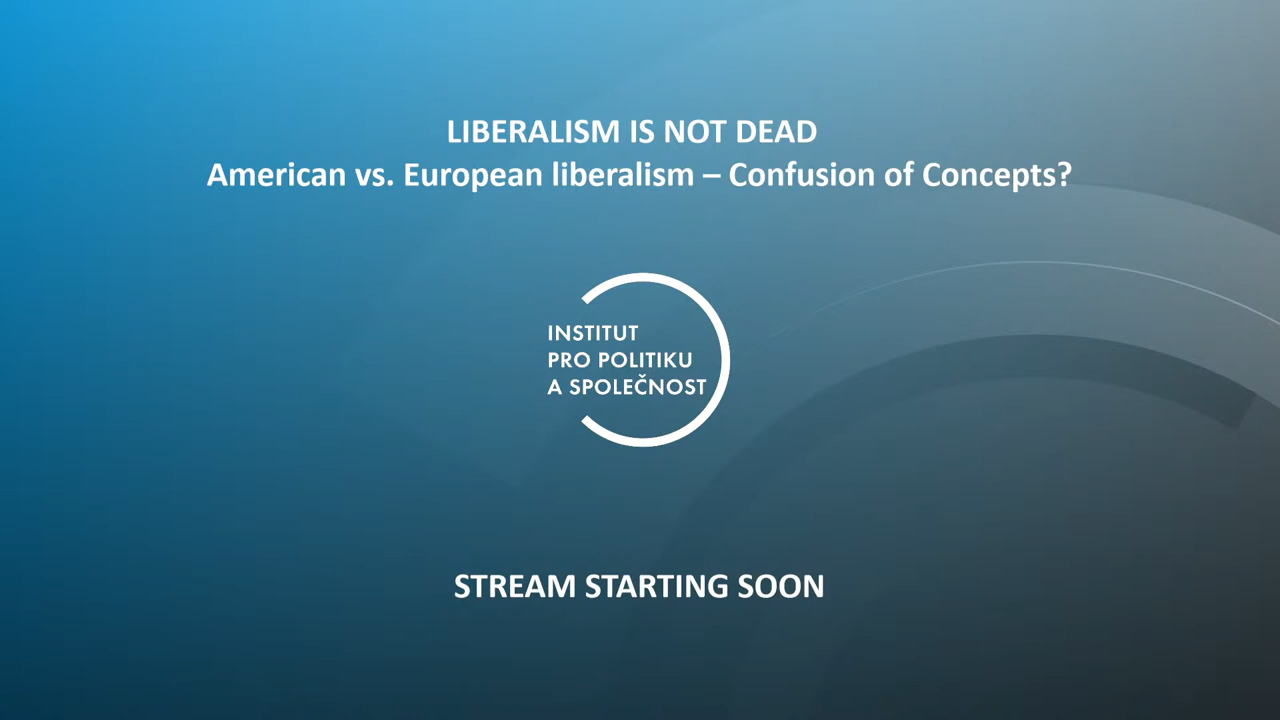 LIBERALISM IS NOT DEAD
American vs. European liberalism – Confusion of Concepts?
INSTITUT
PRO POLITIKU
A SPOLEČNOST
STREAM STARTING SOON